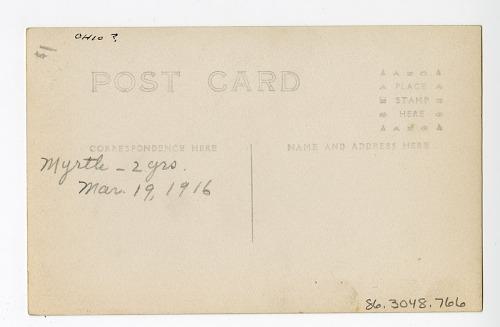 OHIO?
POST CARD
PLACE
STAMP
HERE
CORRESPONDENCE HERE
NAME AND ADDRESS HERE
Myrtle - 2 yrs.
Mar. 19, 1916
86.3048.766